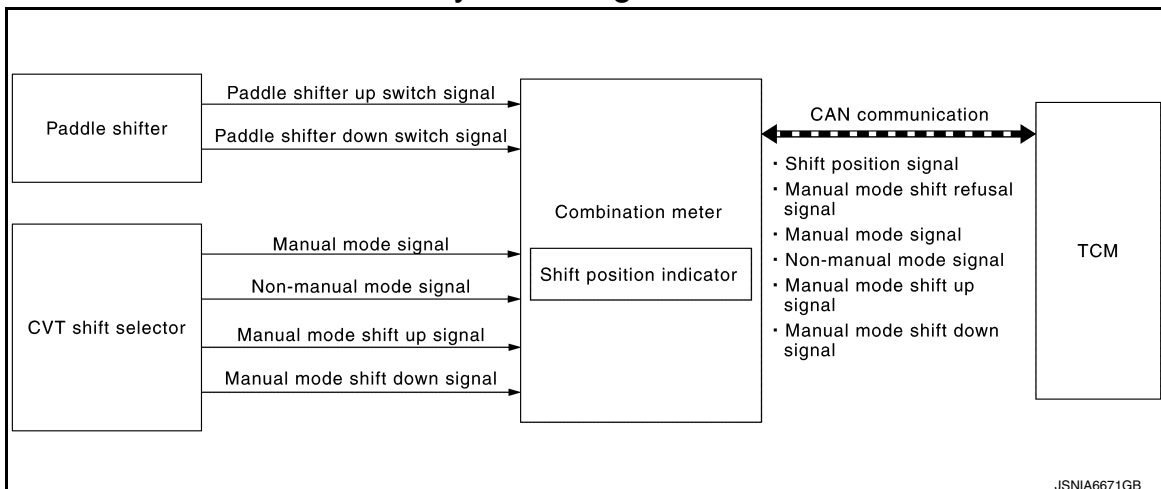 Paddle shifter
Paddle shifter up switch signal
Paddle shifter down switch signal
CVT shift selector
Manual mode signal
Non-manual mode signal
Manual mode shift up signal
Manual mode shift down signal
Combination meter
Shift position indicator
CAN communication
· Shift position signal
· Manual mode shift refusal
signal
· Manual mode signal
· Non-manual mode signal
· Manual mode shift up
signal
· Manual mode shift down
signal
TCM
JSNIA6671GB